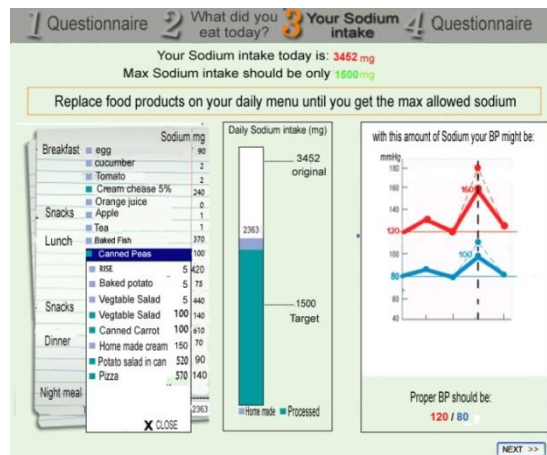 1 Questionnaire 2 What did you eat today? 3 Your Sodium intake 4 Questionnaire
Your Sodium intake today is: 3452 mg
Max Sodium intake should be only 1500 mg
Replace food products on your daily menu until you get the max allowed sodium
Sodium mg
Breakfast egg 90
cucumber 2
Tomato 2
Cream chease 5% 240
Orange juice 0
Snacks Apple 1
Tea 1
Lunch Baked Fish 370
Canned Peas 100
RISE 5 420
Baked potato 5 75
Vegtable Salad 5 440
Snacks
Vegtable Salad 100 140
Canned Carrot 100 610
Dinner
Home made cream 150 70
Potato salad in can 520 90
Pizza 570 140
Night meal
2363
X CLOSE
Daily Sodium intake (mg)
3452
original
2363
1500
Target
Home made Processed
with this amount of Sodium your BP might be:
mmHg
180
160
160
140
120
100
100
80
60
40
Proper BP should be:
120 / 80
NEXT >>